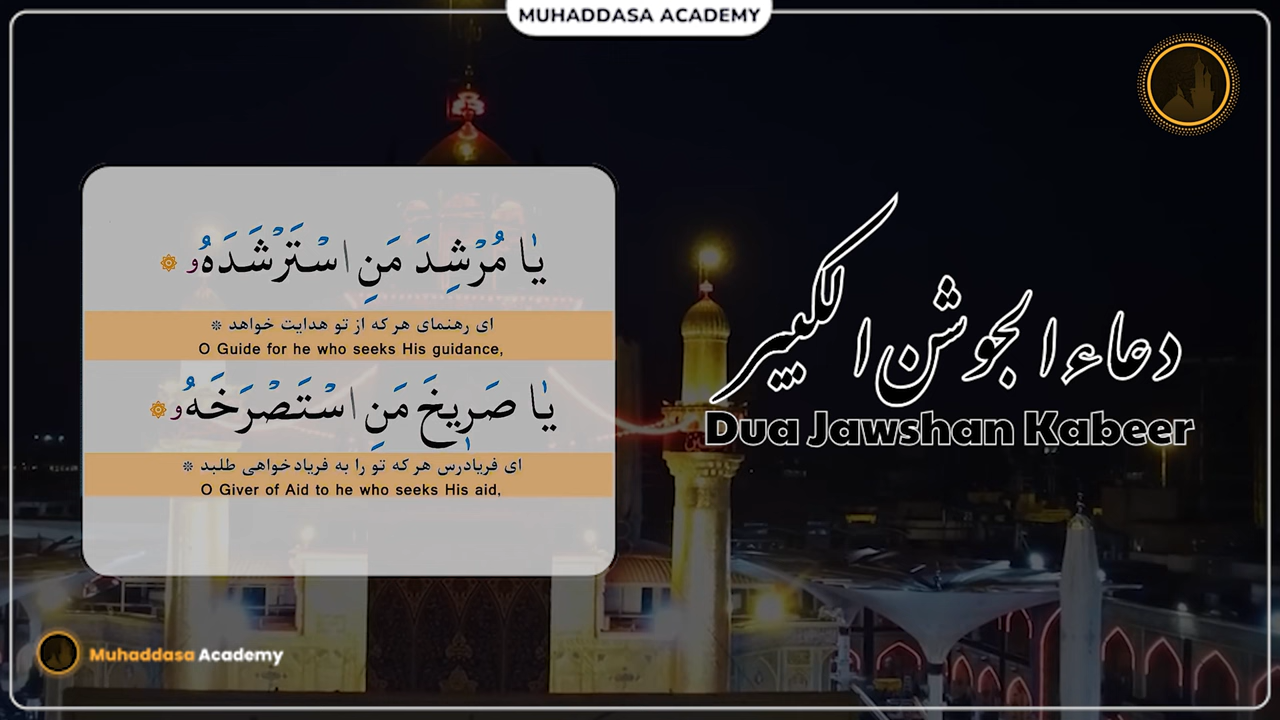 MUHADDASA ACADEMY
يٰا مُرْشِدَ مَنِ اسْتَرْشَدَهُو ۞
ای رهنمای هر که از تو هدایت خواهد ※
O Guide for he who seeks His guidance,
يٰا صَرِيخَ مَنِ اسْتَصْرَخَهُو ۞
ای فریادرس هر که تو را به فریادخواهی طلبد ※
O Giver of Aid to he who seeks His aid,
دعاء الجوشن الكبير
Dua Jawshan Kabeer
Muhaddasa Academy